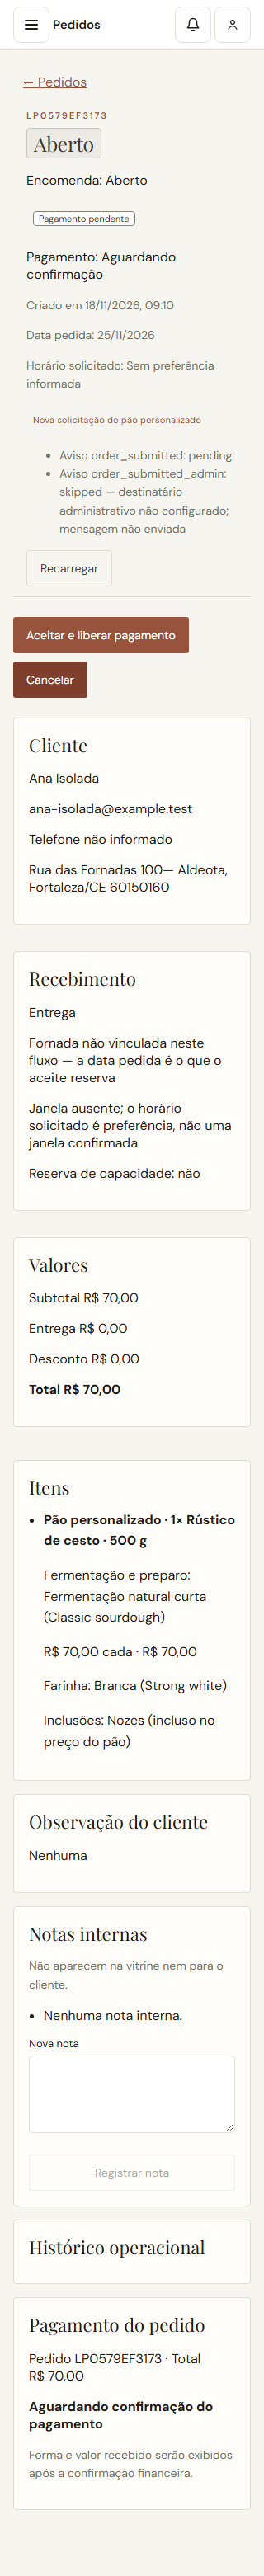 Pedidos
← Pedidos
LP0579EF3173
Aberto
Encomenda: Aberto
Pagamento pendente
Pagamento: Aguardando
confirmação
Criado em 18/11/2026, 09:10
Data pedida: 25/11/2026
Horário solicitado: Sem preferência
informada
Nova solicitação de pão personalizado
• Aviso order_submitted: pending
• Aviso order_submitted_admin:
skipped — destinatário
administrativo não configurado;
mensagem não enviada
Recarregar
Aceitar e liberar pagamento
Cancelar
Cliente
Ana Isolada
ana-isolada@example.test
Telefone não informado
Rua das Fornadas 100— Aldeota,
Fortaleza/CE 60150160
Recebimento
Entrega
Fornada não vinculada neste
fluxo — a data pedida é o que o
aceite reserva
Janela ausente; o horário
solicitado é preferência, não uma
janela confirmada
Reserva de capacidade: não
Valores
Subtotal R$ 70,00
Entrega R$ 0,00
Desconto R$ 0,00
Total R$ 70,00
Itens
• Pão personalizado · 1× Rústico
de cesto · 500 g
Fermentação e preparo:
Fermentação natural curta
(Classic sourdough)
R$ 70,00 cada · R$ 70,00
Farinha: Branca (Strong white)
Inclusões: Nozes (incluso no
preço do pão)
Observação do cliente
Nenhuma
Notas internas
Não aparecem na vitrine nem para o
cliente.
• Nenhuma nota interna.
Nova nota
Registrar nota
Histórico operacional
Pagamento do pedido
Pedido LP0579EF3173 · Total
R$ 70,00
Aguardando confirmação do
pagamento
Forma e valor recebido serão exibidos
após a confirmação financeira.